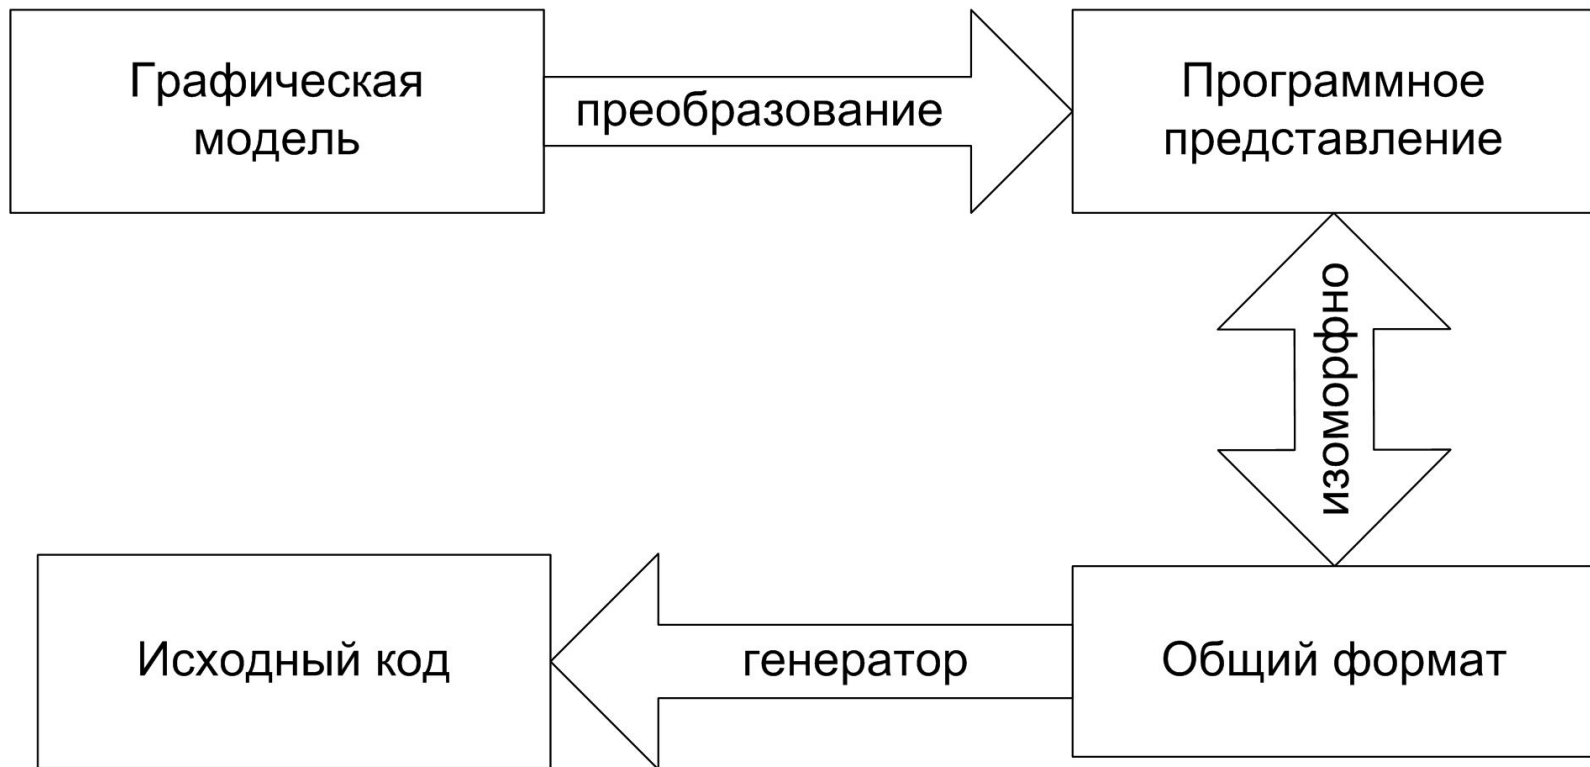 Графическая
модель
преобразование
Программное
представление
изоморфно
Исходный код
генератор
Общий формат